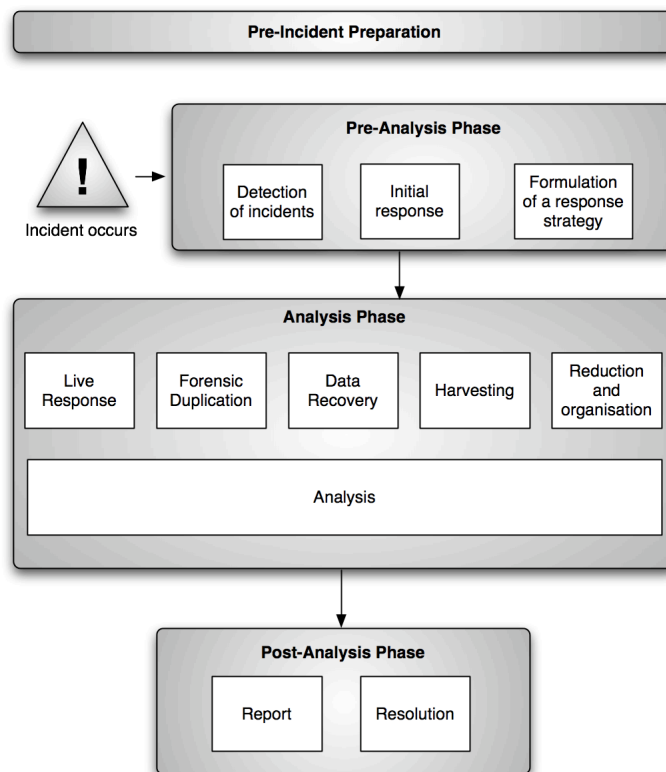 Pre-Incident Preparation
Pre-Analysis Phase
!
Incident occurs
Detection
of incidents
Initial
response
Formulation
of a response
strategy
Analysis Phase
Live
Response
Forensic
Duplication
Data
Recovery
Harvesting
Reduction
and
organisation
Analysis
Post-Analysis Phase
Report
Resolution